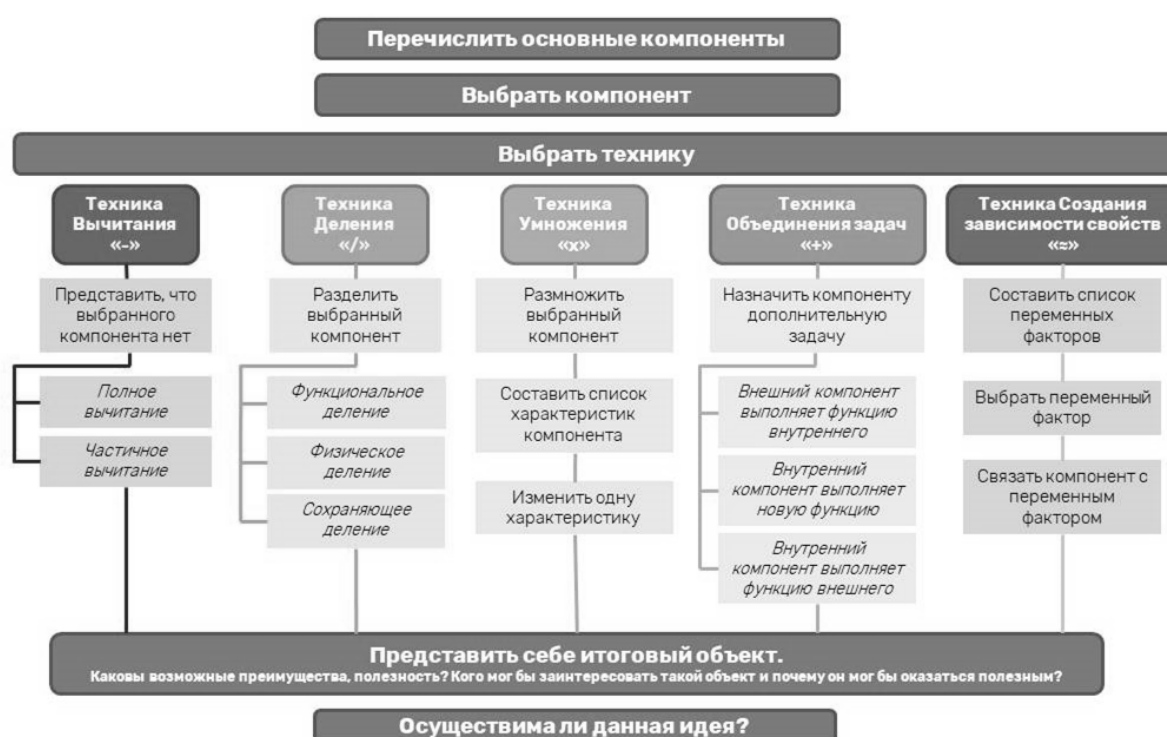 Перечислить основные компоненты
Выбрать компонент
Выбрать технику
Техника
Вычитания
«-»
Представить, что
выбранного
компонента нет
Полное
вычитание
Частичное
вычитание
Техника
Деления
«/»
Разделить
выбранный
компонент
Функциональное
деление
Физическое
деление
Сохраняющее
деление
Техника
Умножения
«x»
Размножить
выбранный
компонент
Составить список
характеристик
компонента
Изменить одну
характеристику
Техника
Объединения задач
«+»
Назначить компоненту
дополнительную
задачу
Внешний компонент
выполняет функцию
внутреннего
Внутренний
компонент выполняет
новую функцию
Внутренний
компонент выполняет
функцию внешнего
Техника Создания
зависимости свойств
«≈»
Составить список
переменных
факторов
Выбрать переменный
фактор
Связать компонент с
переменным
фактором
Представить себе итоговый объект.
Каковы возможные преимущества, полезность? Кого мог бы заинтересовать такой объект и почему он мог бы оказаться полезным?
Осуществима ли данная идея?